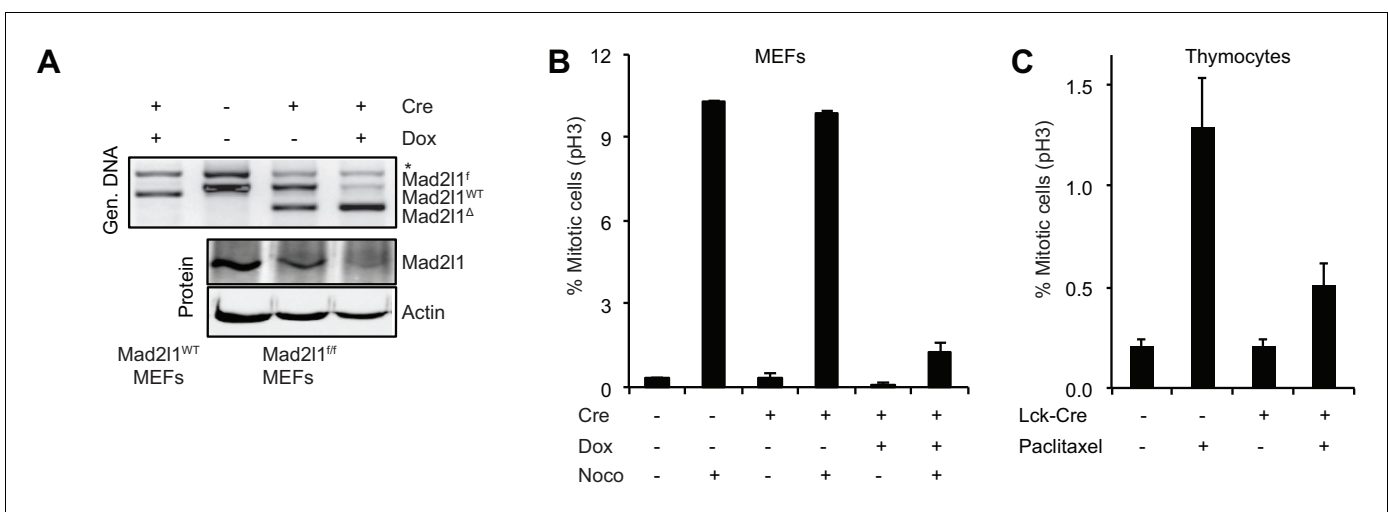 A
+ - + + Cre
+ - - + Dox
Gen. DNA
*
Mad2l1f
Mad2l1WT
Mad2l1Δ
Protein
Mad2l1
Actin
Mad2l1WT
MEFs
Mad2l1f/f
MEFs
B
MEFs
% Mitotic cells (pH3)
12
9
6
3
0
Cre - - + + + +
Dox - - - - + +
Noco - + - + - +
C
Thymocytes
% Mitotic cells (pH3)
1.5
1.0
0.5
0.0
Lck-Cre - - + +
Paclitaxel - + - +